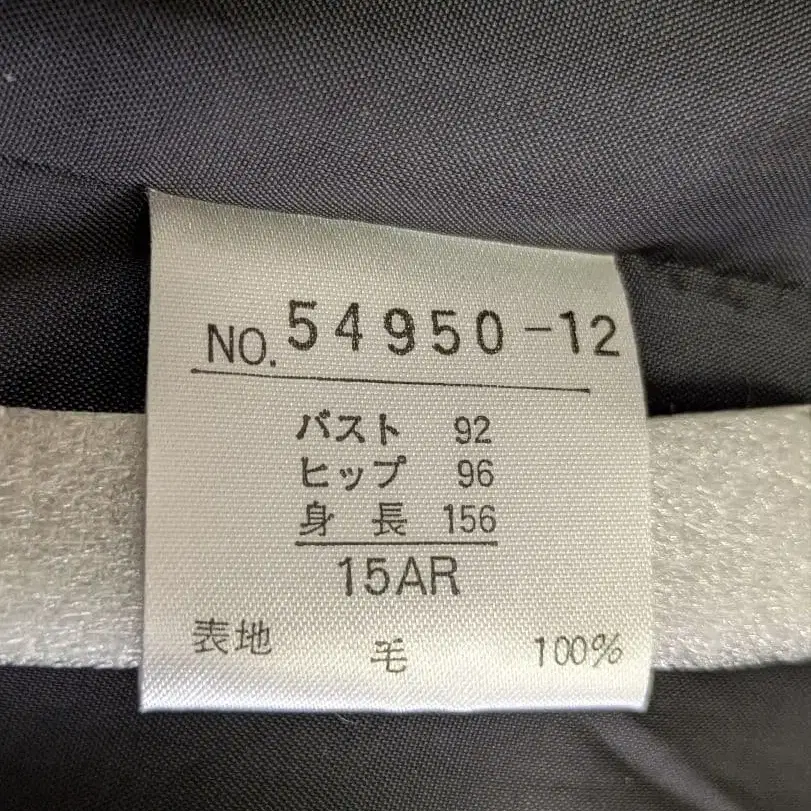 NO. 54950-12
バスト 92
ヒップ 96
身長 156
15AR
表地 毛 100%